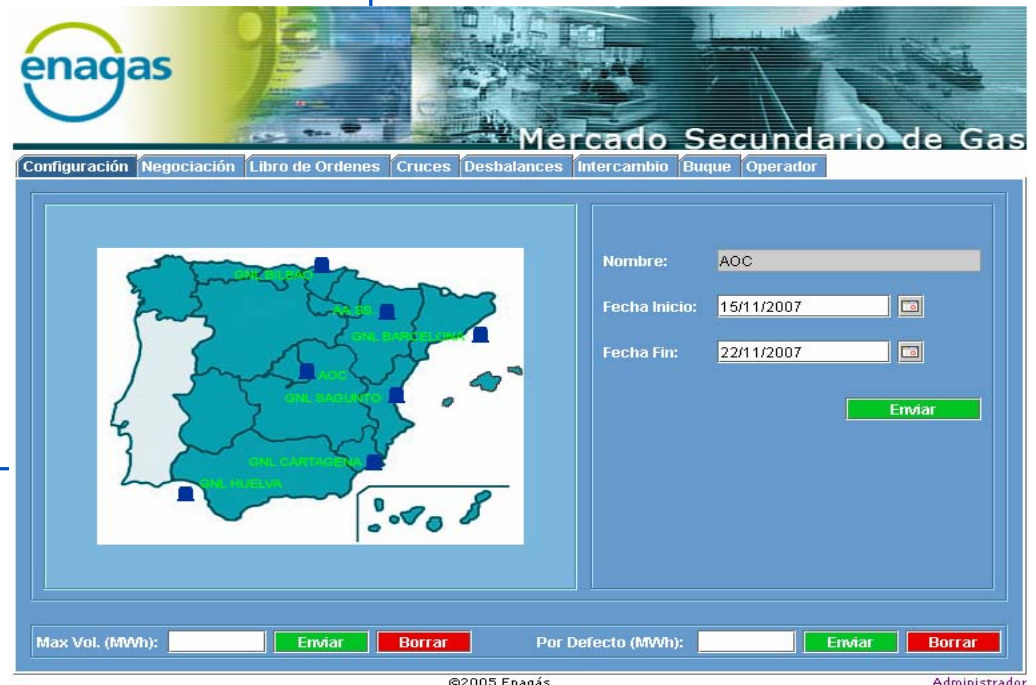 enagas
Mercado Secundario de Gas
Configuración Negociación Libro de Ordenes Cruces Desbalances Intercambio Buque Operador
GNL BILBAO
AA.SS
GNL BARCELONA
AOC
GNL SAGUNTO
GNL CARTAGENA
GNL HUELVA
Nombre: AOC
Fecha Inicio: 15/11/2007
Fecha Fin: 22/11/2007
Enviar
Max Vol. (MWh): Enviar Borrar Por Defecto (MWh): Enviar Borrar
©2005 Enagás Administrador